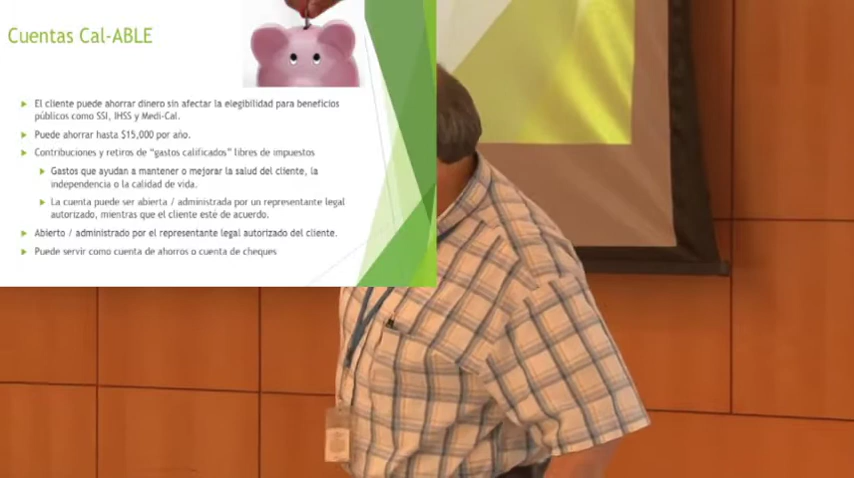 Cuentas Cal-ABLE
El cliente puede ahorrar dinero sin afectar la elegibilidad para beneficios
públicos como SSI, IHSS y Medi-Cal.
Puede ahorrar hasta $15,000 por año.
Contribuciones y retiros de “gastos calificados” libres de impuestos
Gastos que ayudan a mantener o mejorar la salud del cliente, la
independencia o la calidad de vida.
La cuenta puede ser abierta / administrada por un representante legal
autorizado, mientras que el cliente esté de acuerdo.
Abierto / administrado por el representante legal autorizado del cliente.
Puede servir como cuenta de ahorros o cuenta de cheques